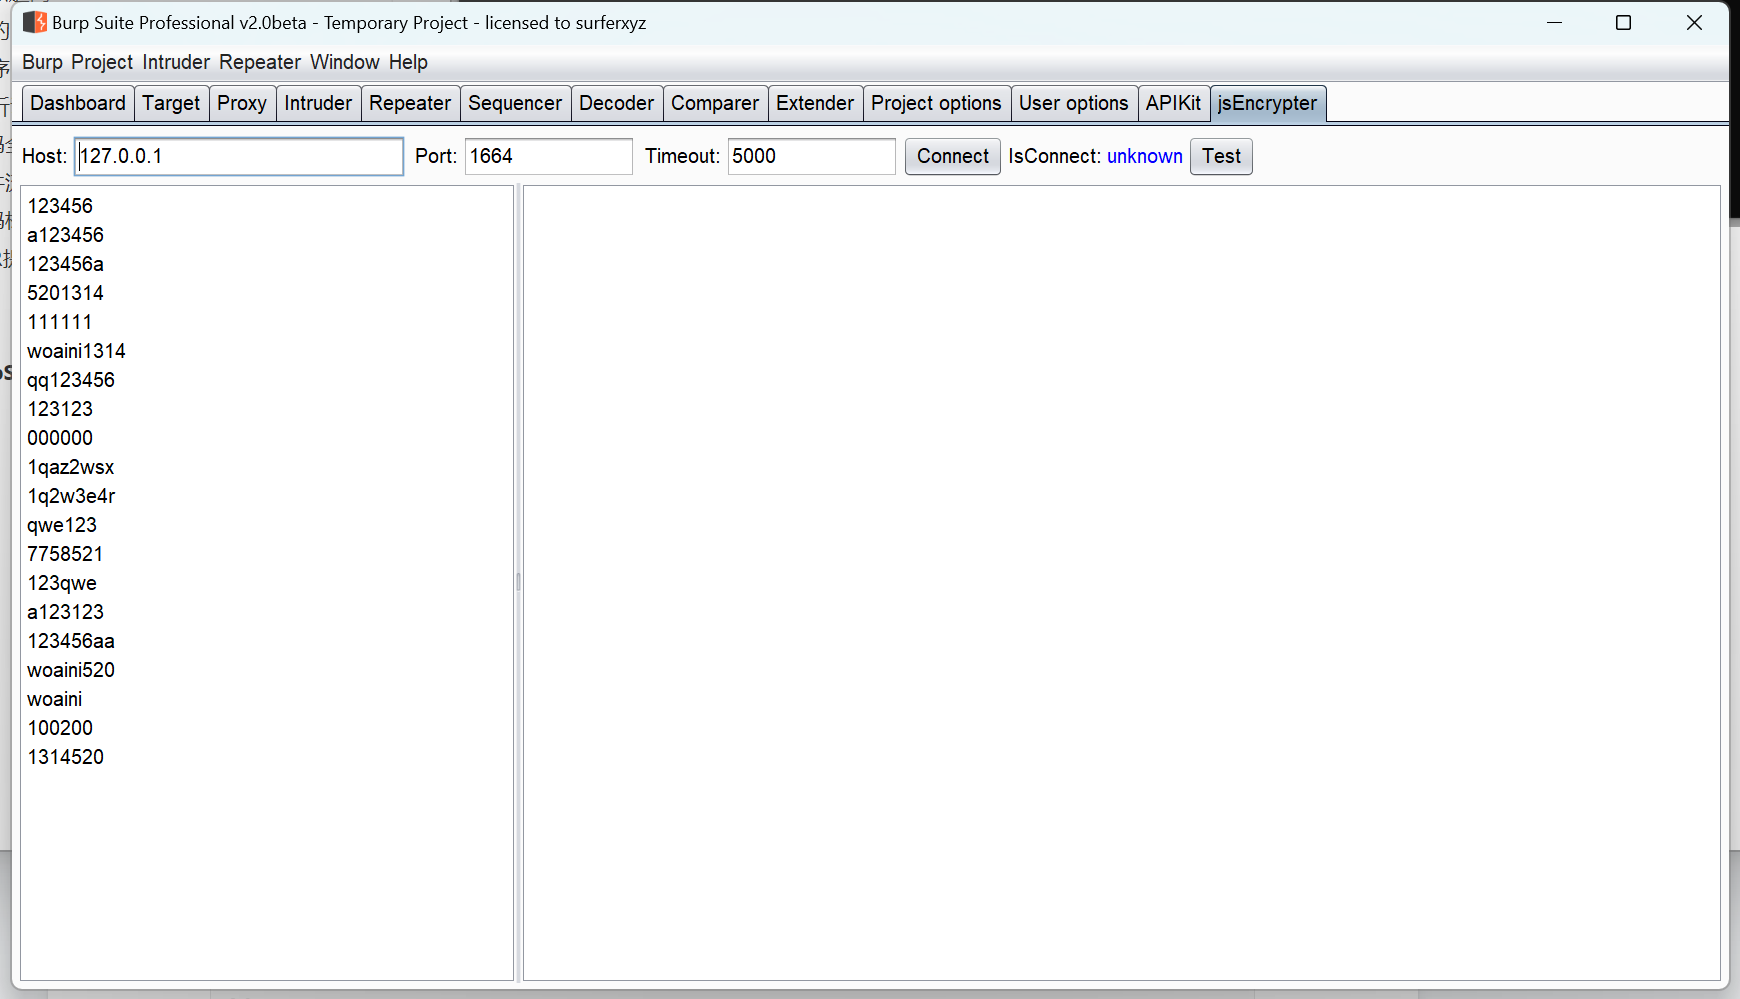 Burp Suite Professional v2.0beta - Temporary Project - licensed to surferxyz
Burp Project Intruder Repeater Window Help
Dashboard Target Proxy Intruder Repeater Sequencer Decoder Comparer Extender Project options User options APIKit jsEncrypter
Host: 127.0.0.1 Port: 1664 Timeout: 5000 Connect IsConnect: unknown Test
123456
a123456
123456a
5201314
111111
woaini1314
qq123456
123123
000000
1qaz2wsx
1q2w3e4r
qwe123
7758521
123qwe
a123123
123456aa
woaini520
woaini
100200
1314520